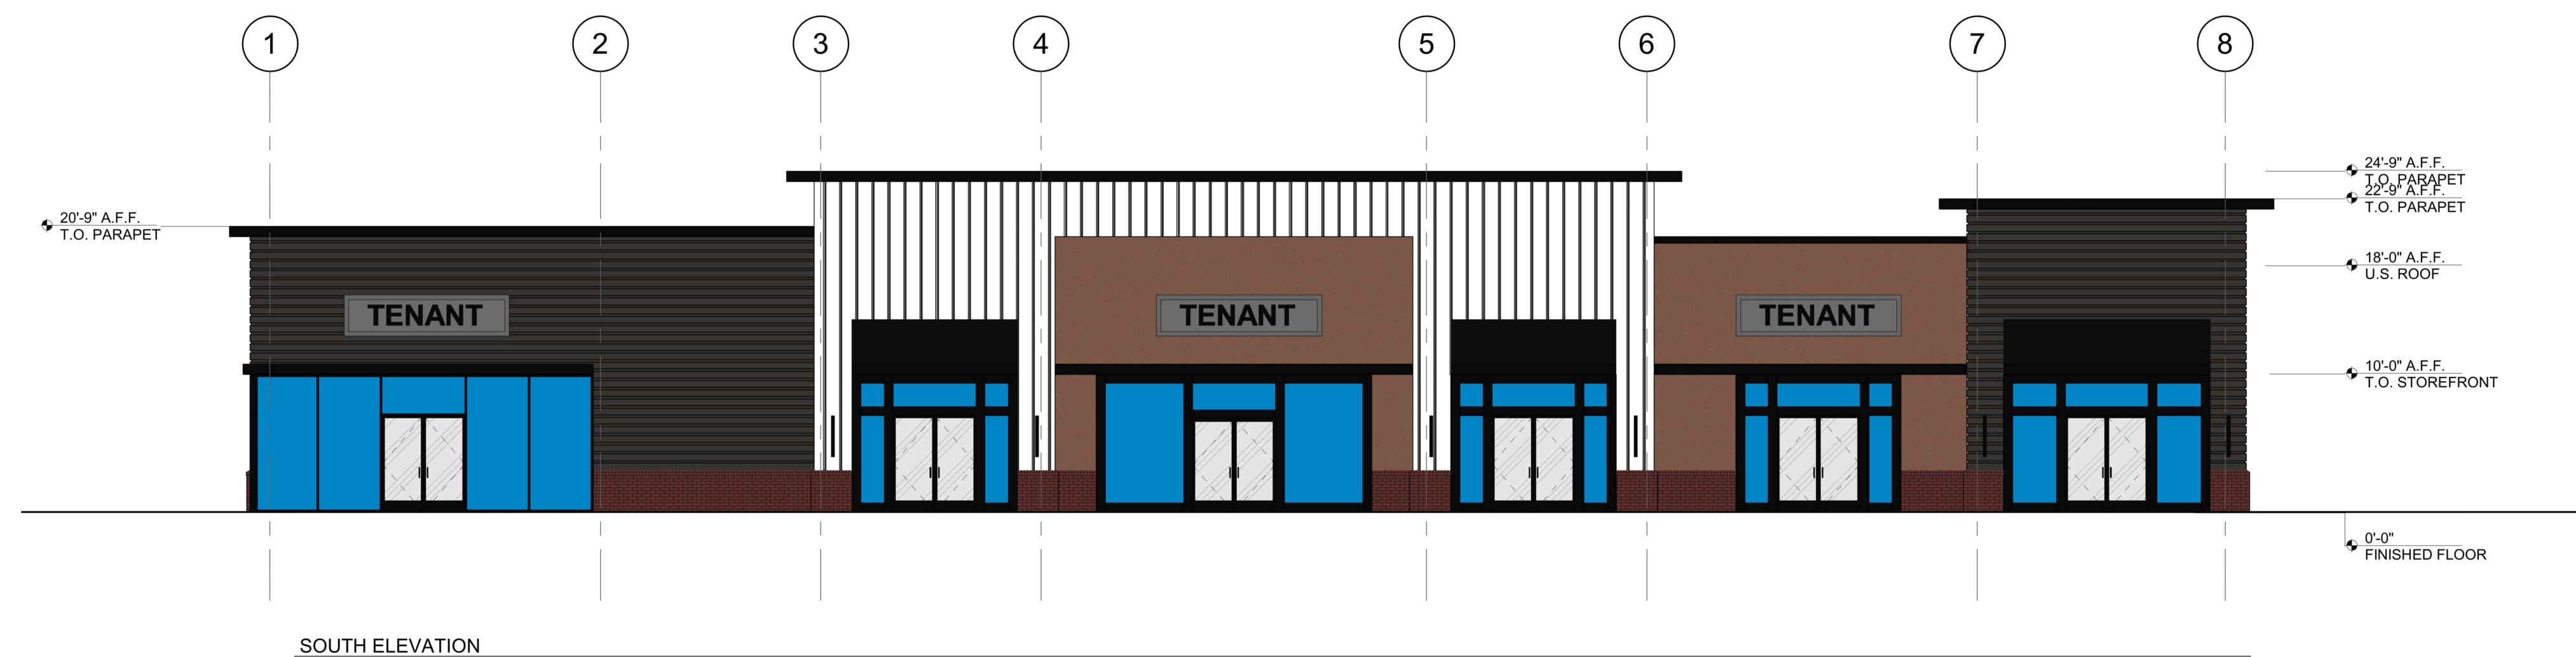 1 2 3 4 5 6 7 8
24'-9" A.F.F.
T.O. PARAPET
22'-9" A.F.F.
T.O. PARAPET
20'-9" A.F.F.
T.O. PARAPET
18'-0" A.F.F.
U.S. ROOF
TENANT TENANT TENANT
10'-0" A.F.F.
T.O. STOREFRONT
0'-0"
FINISHED FLOOR
SOUTH ELEVATION